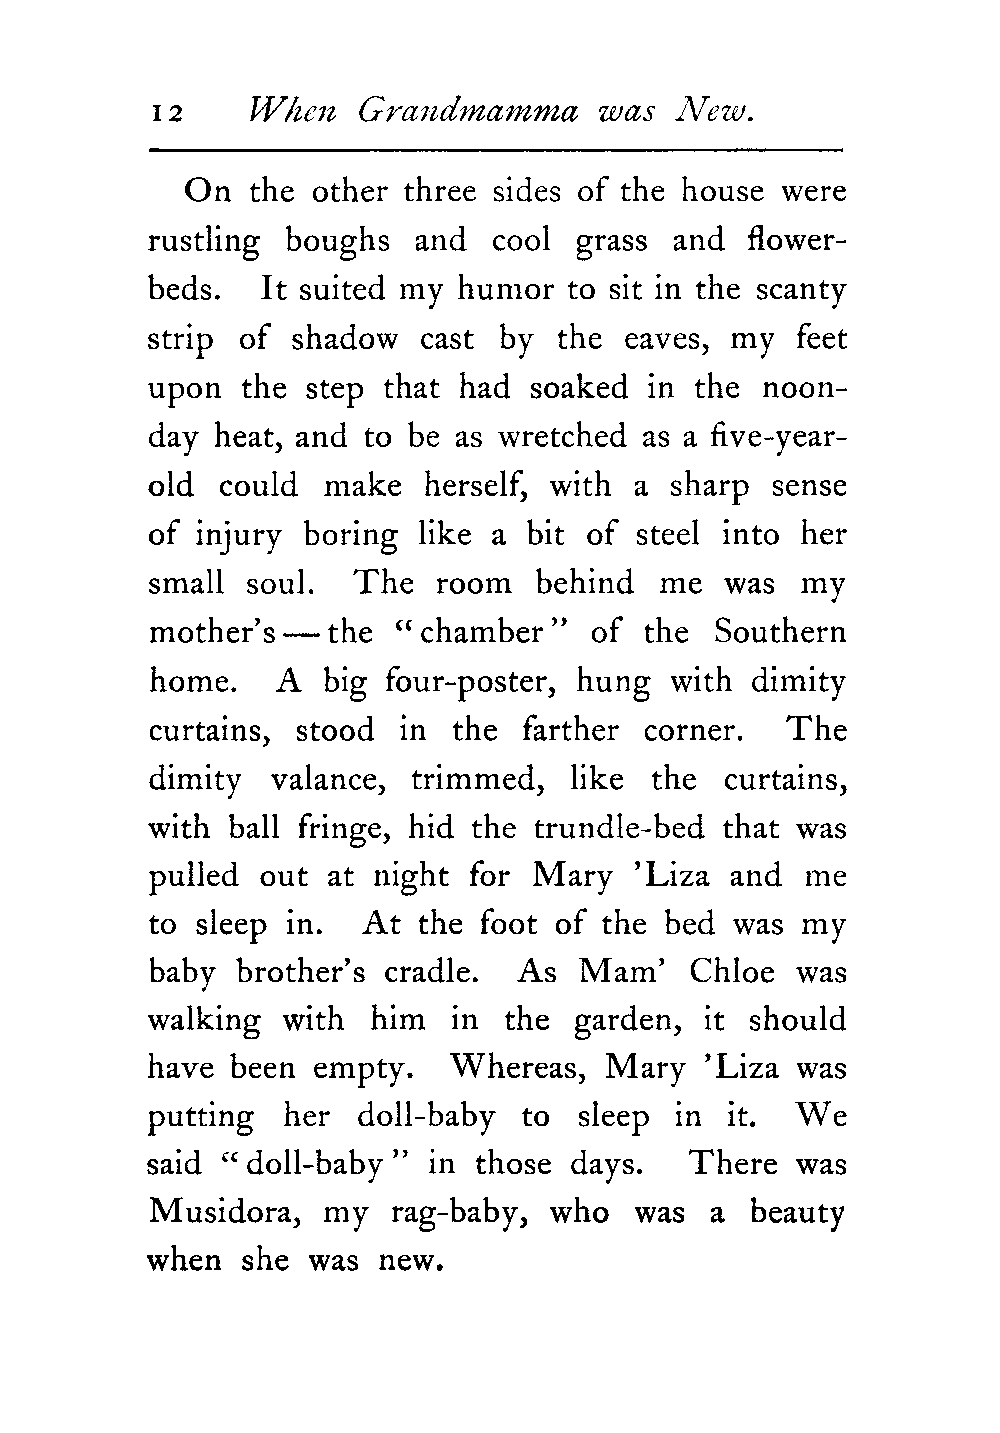 12 When Grandmamma was New.
On the other three sides of the house were
rustling boughs and cool grass and flower-
beds. It suited my humor to sit in the scanty
strip of shadow cast by the eaves, my feet
upon the step that had soaked in the noon-
day heat, and to be as wretched as a five-year-
old could make herself, with a sharp sense
of injury boring like a bit of steel into her
small soul. The room behind me was my
mother's — the "chamber" of the Southern
home. A big four-poster, hung with dimity
curtains, stood in the farther corner. The
dimity valance, trimmed, like the curtains,
with ball fringe, hid the trundle-bed that was
pulled out at night for Mary 'Liza and me
to sleep in. At the foot of the bed was my
baby brother's cradle. As Mam' Chloe was
walking with him in the garden, it should
have been empty. Whereas, Mary 'Liza was
putting her doll-baby to sleep in it. We
said "doll-baby" in those days. There was
Musidora, my rag-baby, who was a beauty
when she was new.